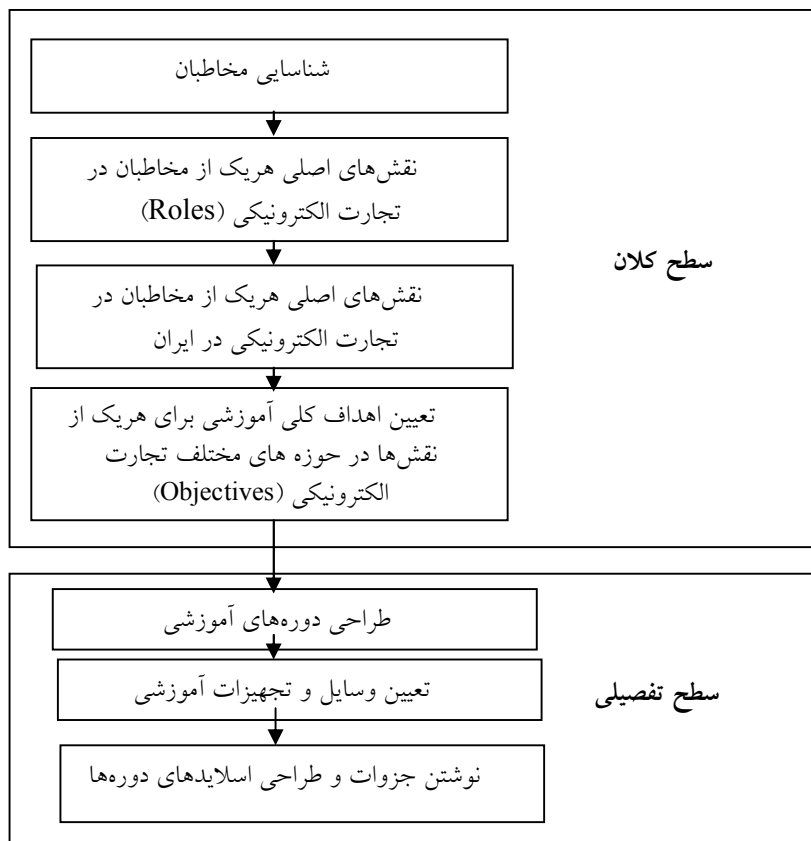 شناسایی مخاطبان
نقش‌های اصلی هریک از مخاطبان در
تجارت الکترونیکی (Roles)
سطح کلان
نقش‌های اصلی هریک از مخاطبان در
تجارت الکترونیکی در ایران
تعیین اهداف کلی آموزشی برای هریک از
نقش‌ها در حوزه های مختلف تجارت
الکترونیکی (Objectives)
طراحی دوره‌های آموزشی
تعیین وسایل و تجهیزات آموزشی
سطح تفصیلی
نوشتن جزوات و طراحی اسلایدهای دوره‌ها